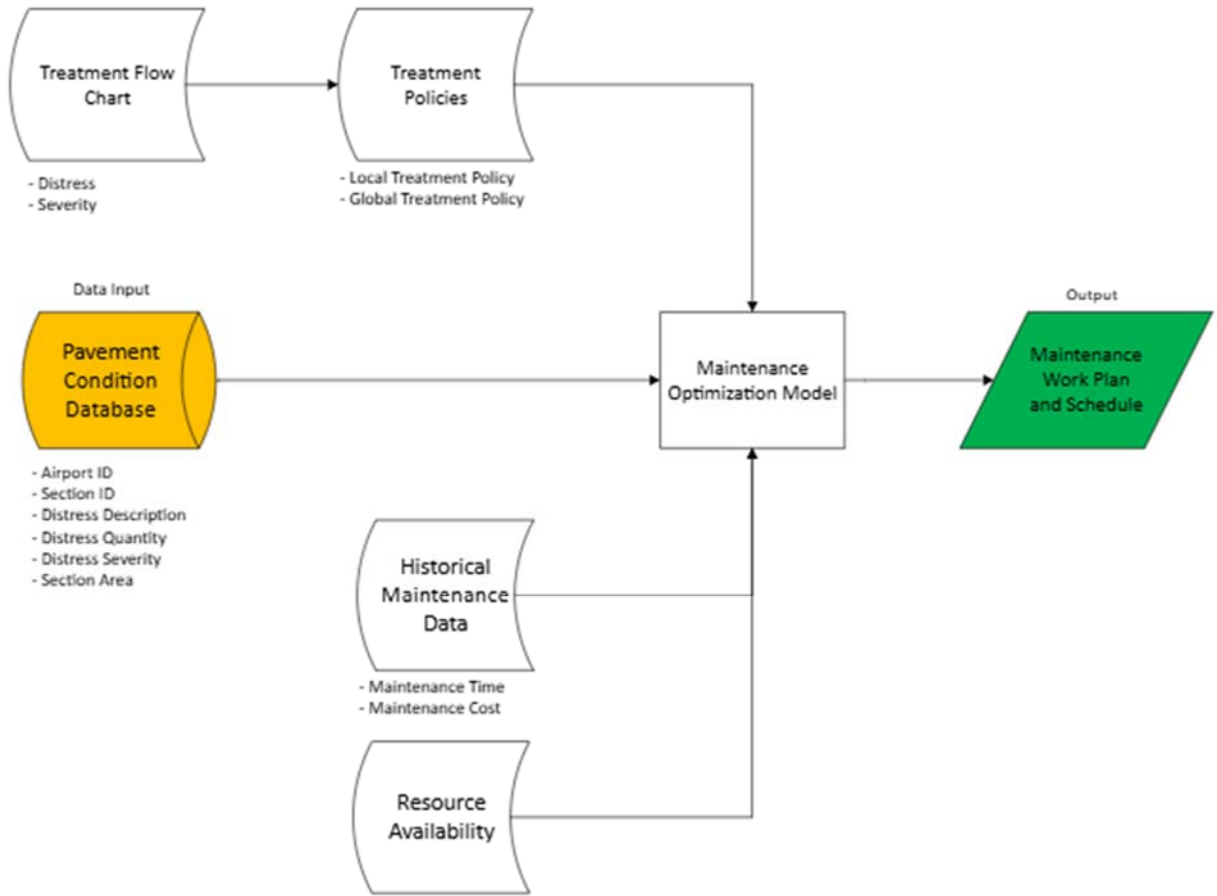 Treatment Flow
Chart
- Distress
- Severity
Treatment
Policies
- Local Treatment Policy
- Global Treatment Policy
Data Input
Pavement
Condition
Database
- Airport ID
- Section ID
- Distress Description
- Distress Quantity
- Distress Severity
- Section Area
Maintenance
Optimization Model
Output
Maintenance
Work Plan
and Schedule
Historical
Maintenance
Data
- Maintenance Time
- Maintenance Cost
Resource
Availability